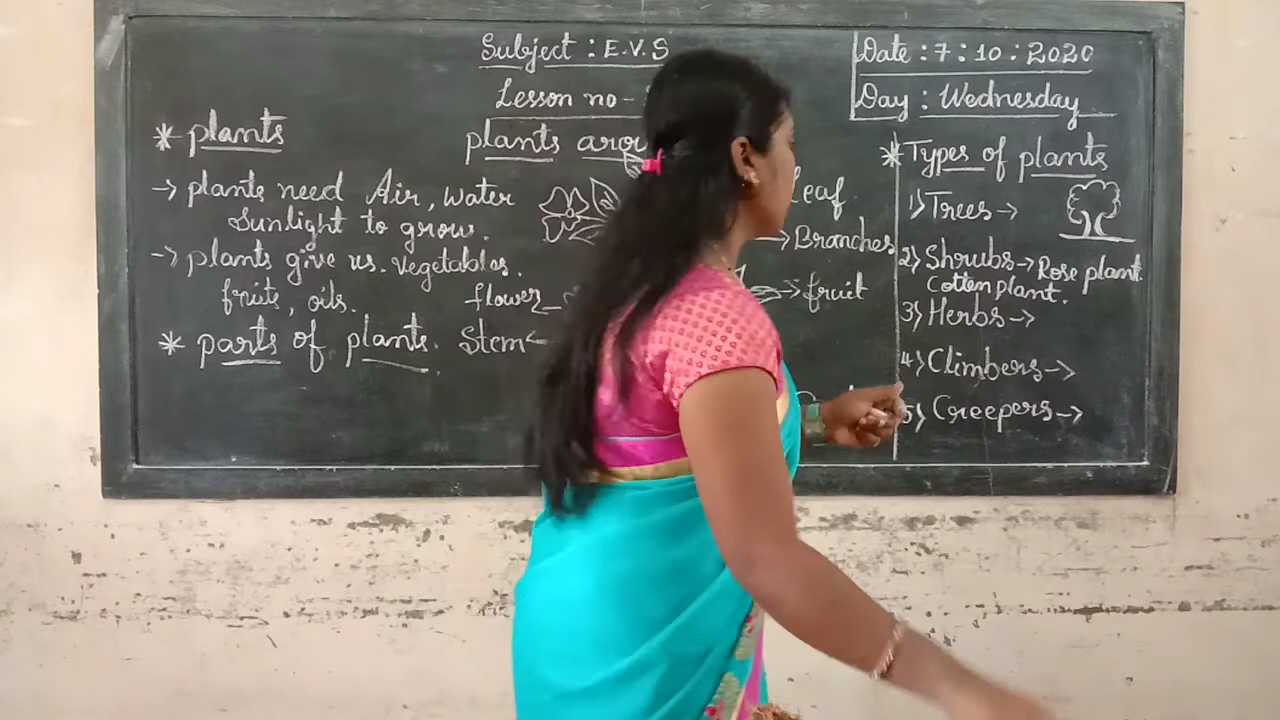 Subject : E.V.S
Lesson no -
plants
Date : 7 : 10 : 2020
Day : Wednesday
* plants
-> plants need Air, Water
Sunlight to grow.
-> plants give us. Vegetables.
fruits, oils.
* parts of plants.
Leaf
-> Branches
flower
-> fruit
Stem <-
* Types of plants
1) Trees ->
2) Shrubs -> Rose plant.
Cotten plant.
3) Herbs ->
4) Climbers ->
5) Creepers ->